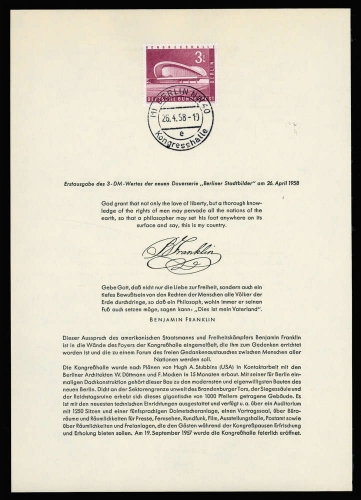 KONGRESSHALLE
3
BERLIN
DEUTSCHE BUNDESPOST
(1) BERLIN NW 40
26.4.58-10
e
Kongresshalle
Erstausgabe des 3-DM-Wertes der neuen Dauerserie „Berliner Stadtbilder“ am 26. April 1958
God grant that not only the love of liberty, but a thorough know-
ledge of the rights of men may pervade all the nations of the
earth, so that a philosopher may set his foot anywhere on its
surface and say, this is my country.
B Franklin
Gebe Gott, daß nicht nur die Liebe zur Freiheit, sondern auch ein
tiefes Bewußtsein von den Rechten der Menschen alle Völker der
Erde durchdringe, so daß ein Philosoph, wohin immer er seinen
Fuß auch setzen möge, sagen kann: „Dies ist mein Vaterland“.
BENJAMIN FRANKLIN
Dieser Ausspruch des amerikanischen Staatsmanns und Freiheitskämpfers Benjamin Franklin
ist in die Wände des Foyers der Kongreßhalle eingemeißelt, die ihm zum Gedenken errichtet
worden ist und die zu einem Forum des freien Gedankenaustausches zwischen allen Menschen und
Nationen werden soll.
Die Kongreßhalle wurde nach Plänen von Hugh A. Stubbins (USA) in Kontaktarbeit mit den
Berliner Architekten W. Düttmann und F. Mocken in 15 Monaten erbaut. Mit seiner für Berlin ein-
maligen Dachkonstruktion gehört dieser Bau zu den modernsten und eigenwilligsten Bauten des
neuen Berlin. Dicht an der Sektorengrenze unweit des Brandenburger Tors, der Siegessäule und
der Reichstagsruine erhebt sich dieses gigantische von 1000 Pfeilern getragene Gebäude. Es
ist mit den neuesten technischen Einrichtungen ausgestattet und verfügt u. a. über ein Auditorium
mit 1250 Sitzen und einer fünfsprachigen Dolmetscheranlage, einen Vortragssaal, über Büro-
räume und Räumlichkeiten für Presse, Fernsehen, Rundfunk, Film, Ausstellung, Postamt sowie
über Räumlichkeiten und Freianlagen, die den Gästen während der Kongreßpausen Erfrischung
und Erholung bieten sollen. Am 19. September 1957 wurde die Kongreßhalle feierlich eröffnet.